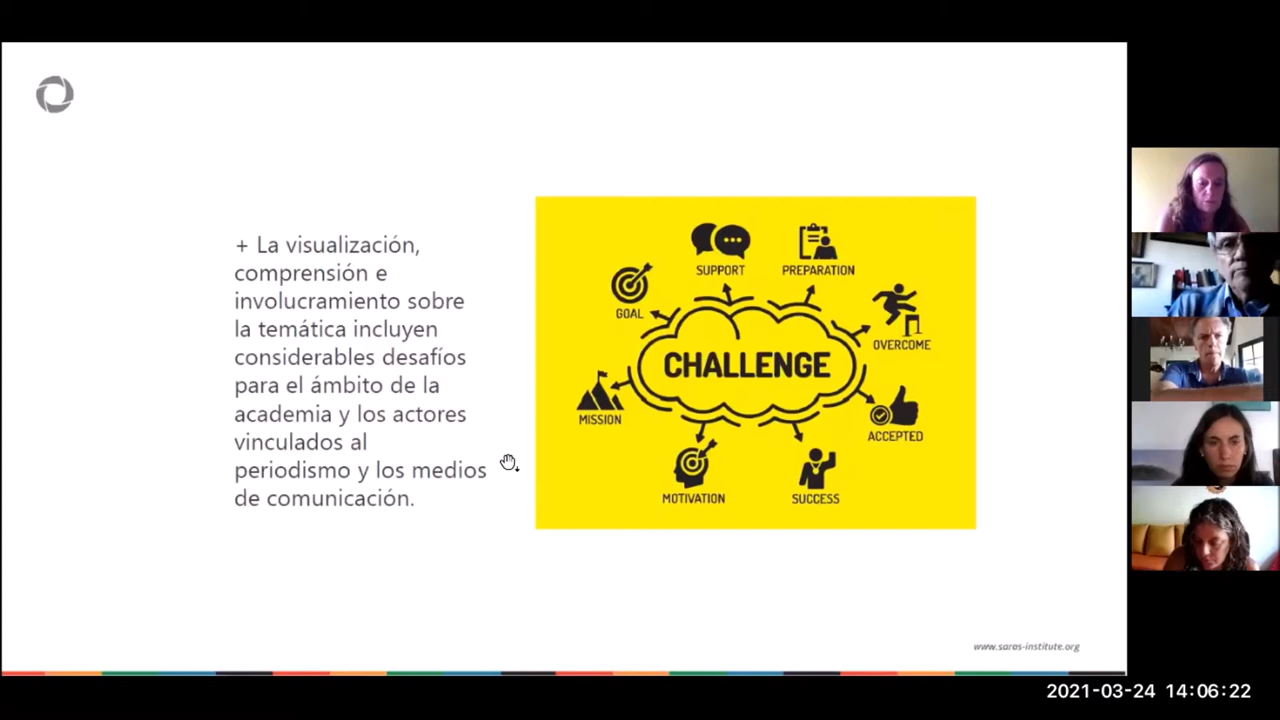 + La visualización,
comprensión e
involucramiento sobre
la temática incluyen
considerables desafíos
para el ámbito de la
academia y los actores
vinculados al
periodismo y los medios
de comunicación.
SUPPORT
PREPARATION
GOAL
OVERCOME
CHALLENGE
MISSION
ACCEPTED
MOTIVATION
SUCCESS
www.saras-institute.org
2021-03-24 14:06:22